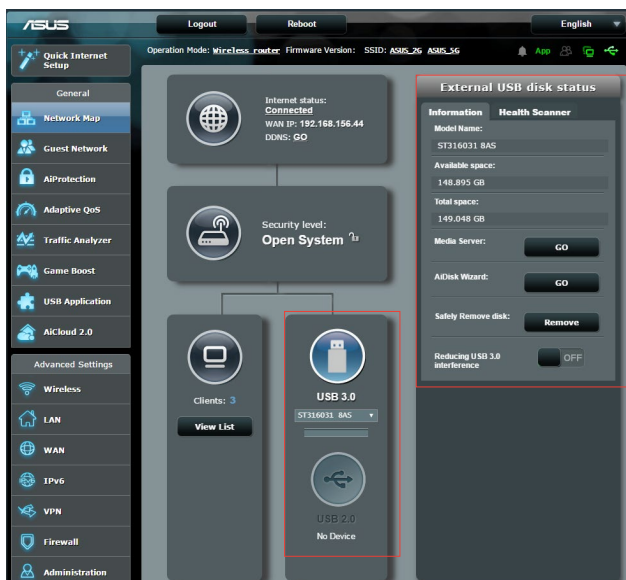 ASUS
Logout
Reboot
English
Quick Internet
Setup
Operation Mode: Wireless router Firmware Version: SSID: ASUS_2G ASUS_5G
App
General
Network Map
Guest Network
AiProtection
Adaptive QoS
Traffic Analyzer
Game Boost
USB Application
AiCloud 2.0
Advanced Settings
Wireless
LAN
WAN
IPv6
VPN
Firewall
Administration
Internet status:
Connected
WAN IP: 192.168.156.44
DDNS: GO
Security level:
Open System
Clients: 3
View List
USB 3.0
ST316031 8AS
USB 2.0
No Device
External USB disk status
Information
Health Scanner
Model Name:
ST316031 8AS
Available space:
148.895 GB
Total space:
149.048 GB
Media Server:
GO
AiDisk Wizard:
GO
Safely Remove disk:
Remove
Reducing USB 3.0
interference
OFF